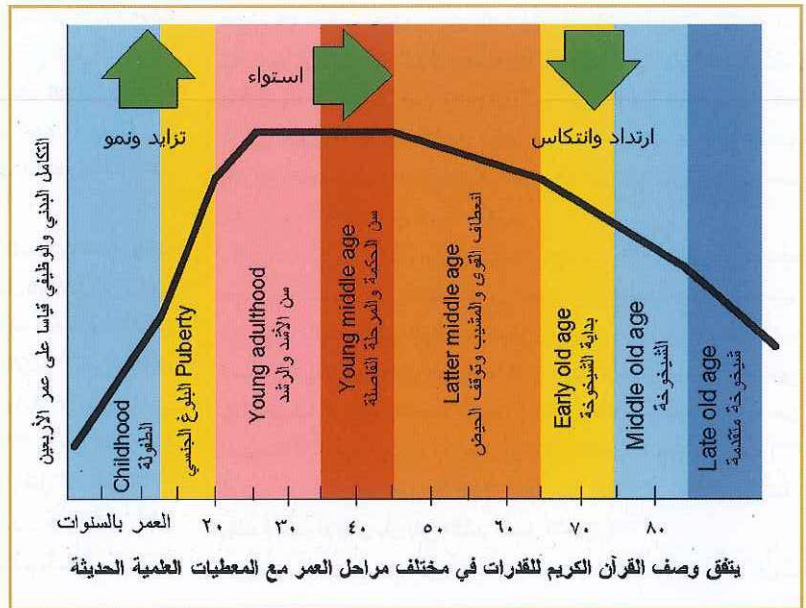 تزايد ونمو
استواء
ارتداد وانتكاس
التكامل البدني والوظيفي قياسا على عمر الأربعين
Childhood
الطفولة
البلوغ الجنسي Puberty
Young adulthood
سن الأشد والرشد
Young middle age
سن الحكمة والمرحلة الفاصلة
Latter middle age
انعطاف القوى والمشيب وتوقف الحيض
Early old age
بداية الشيخوخة
Middle old age
الشيخوخة
Late old age
شيخوخة متقدمة
العمر بالسنوات ٢٠ ٣٠ ٤٠ ٥٠ ٦٠ ٧٠ ٨٠
يتفق وصف القرآن الكريم للقدرات في مختلف مراحل العمر مع المعطيات العلمية الحديثة